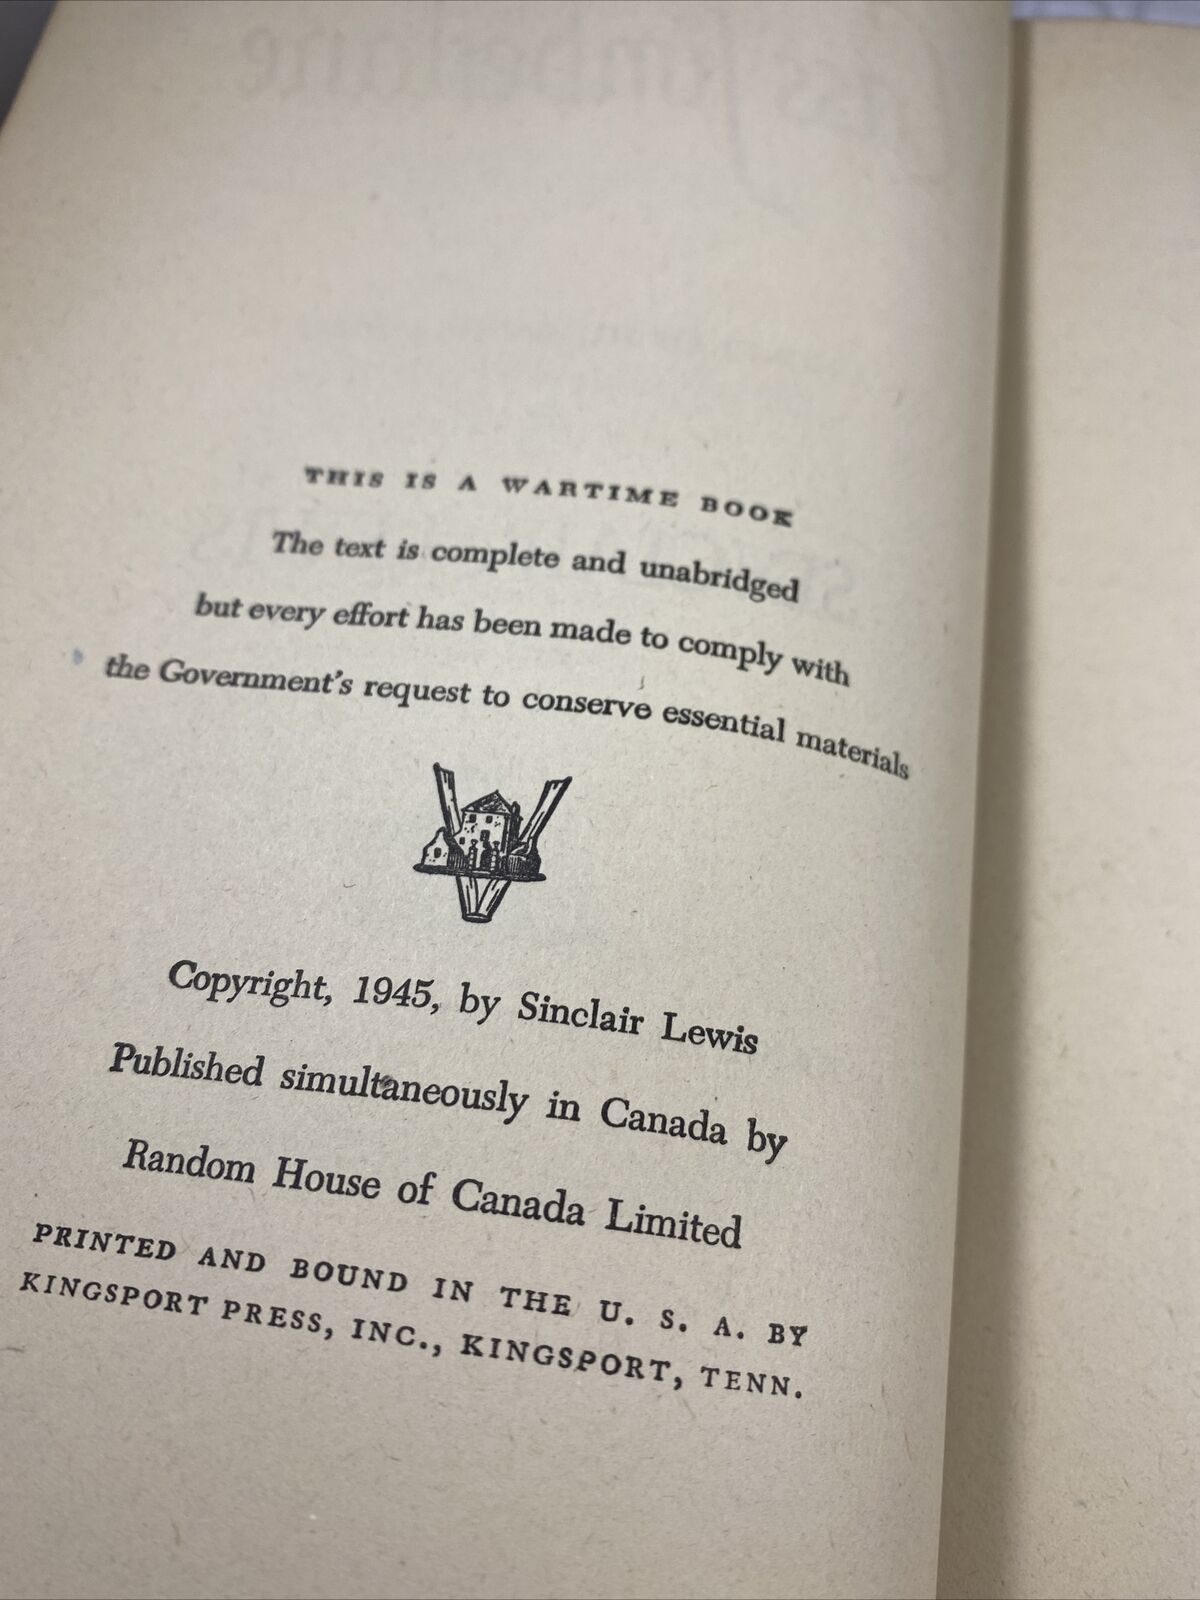 THIS IS A WARTIME BOOK
The text is complete and unabridged
but every effort has been made to comply with
the Government's request to conserve essential materials
Copyright, 1945, by Sinclair Lewis
Published simultaneously in Canada by
Random House of Canada Limited
PRINTED AND BOUND IN THE U. S. A. BY
KINGSPORT PRESS, INC., KINGSPORT, TENN.